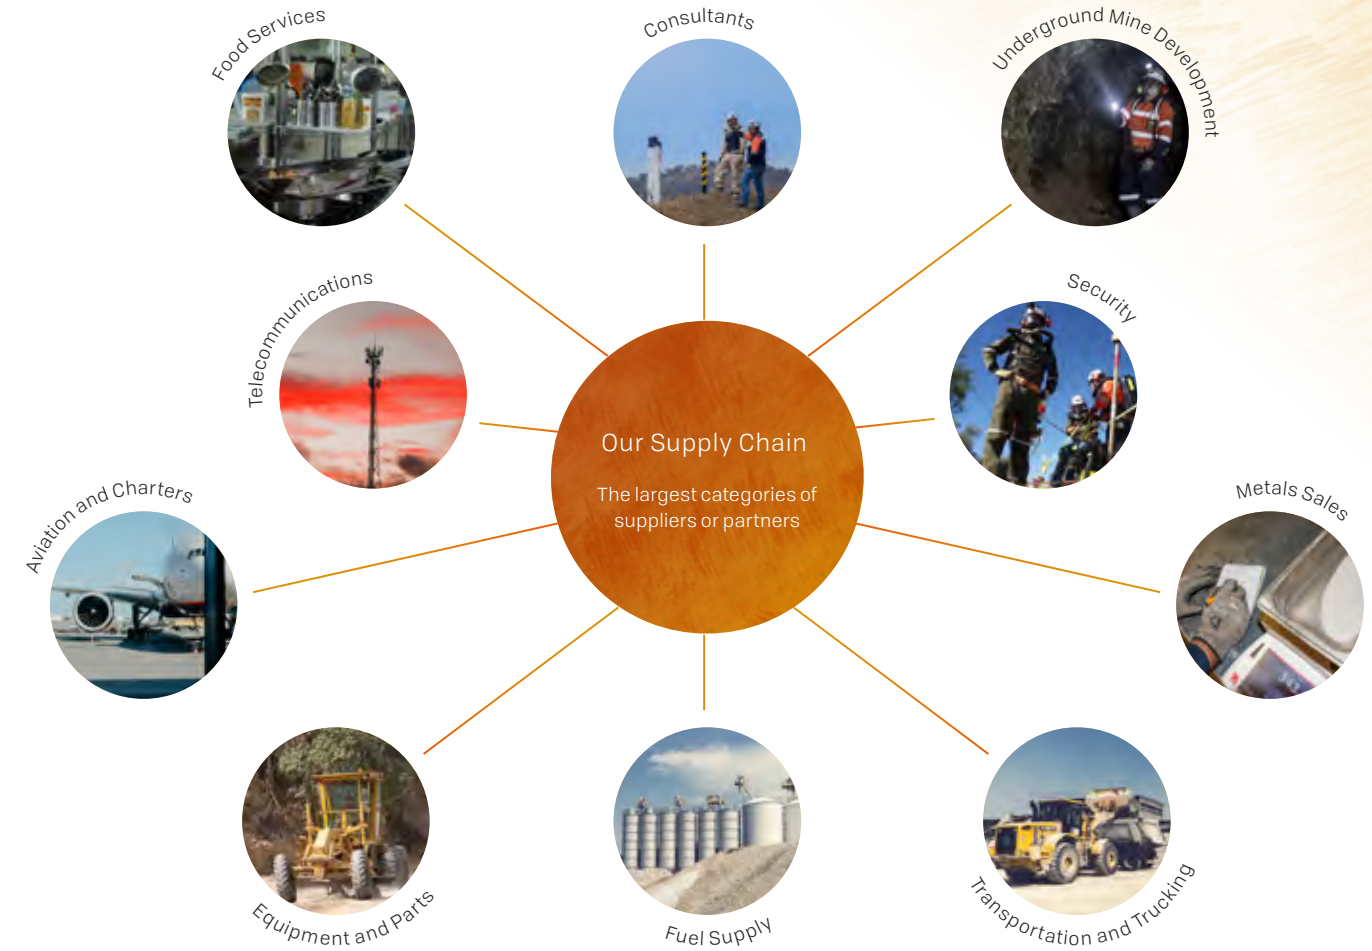 Food Services
Consultants
Underground Mine Development
Telecommunications
Security
Our Supply Chain
The largest categories of
suppliers or partners
Aviation and Charters
Metals Sales
343
Equipment and Parts
Fuel Supply
Transportation and Trucking